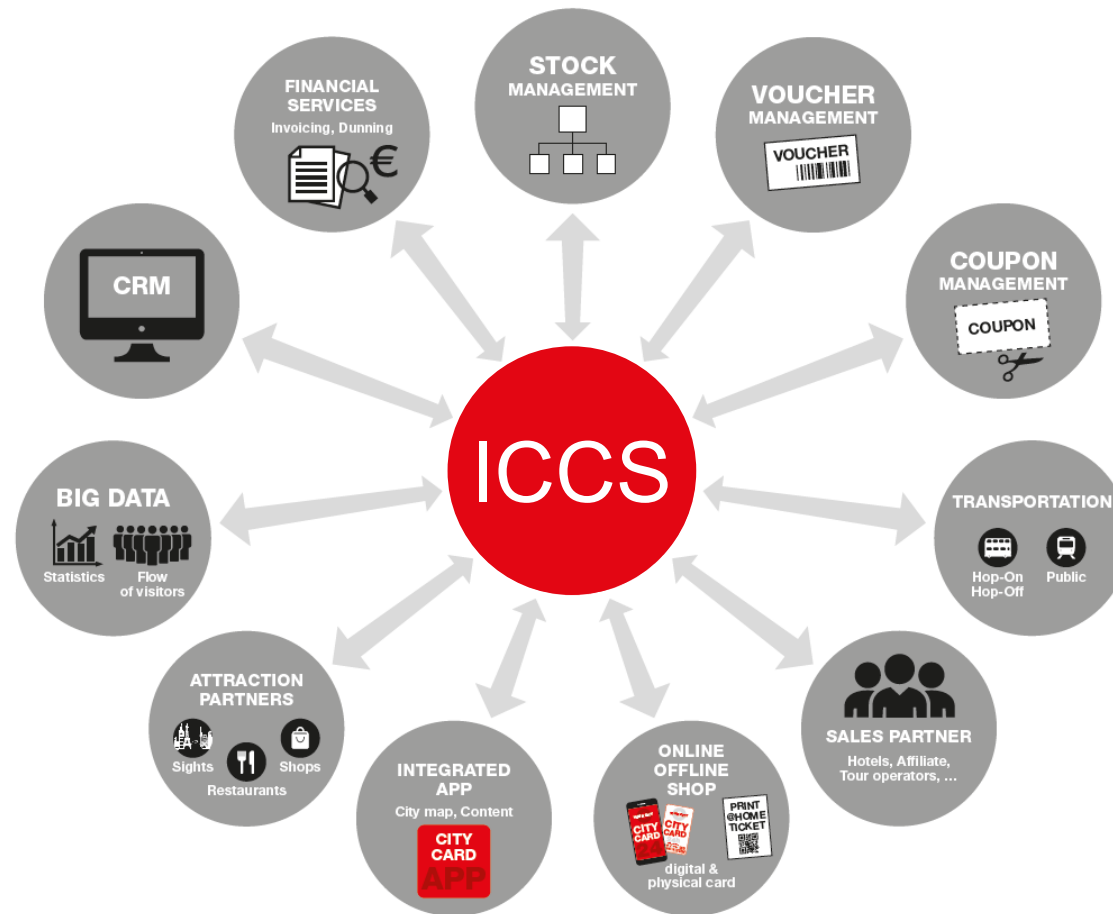 STOCK
MANAGEMENT
FINANCIAL
SERVICES
Invoicing, Dunning
€
VOUCHER
MANAGEMENT
VOUCHER
CRM
COUPON
MANAGEMENT
COUPON
ICCS
BIG DATA
Statistics
Flow
of visitors
TRANSPORTATION
Hop-On
Hop-Off
Public
ATTRACTION
PARTNERS
Sights
Restaurants
Shops
SALES PARTNER
Hotels, Affiliate,
Tour operators, ...
INTEGRATED
APP
City map, Content
CITY
CARD
APP
ONLINE
OFFLINE
SHOP
CITY
CARD
24
CITY
CARD
PRINT
@HOME
TICKET
digital &
physical card